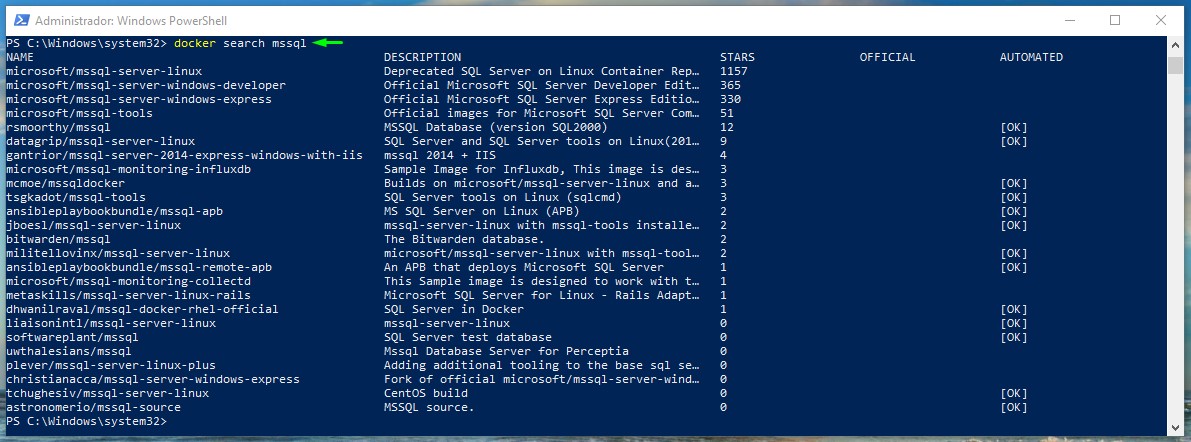 Administrador: Windows PowerShell
PS C:\Windows\system32> docker search mssql
NAME DESCRIPTION STARS OFFICIAL AUTOMATED
microsoft/mssql-server-linux Deprecated SQL Server on Linux Container Rep… 1157
microsoft/mssql-server-windows-developer Official Microsoft SQL Server Developer Edit… 365
microsoft/mssql-server-windows-express Official Microsoft SQL Server Express Editio… 330
microsoft/mssql-tools Official images for Microsoft SQL Server Com… 51
rsmoorthy/mssql MSSQL Database (version SQL2000) 12 [OK]
datagrip/mssql-server-linux SQL Server and SQL Server tools on Linux(201… 9 [OK]
gantrior/mssql-server-2014-express-windows-with-iis mssql 2014 + IIS 4
microsoft/mssql-monitoring-influxdb Sample Image for Influxdb, This image is des… 3
mcmoe/mssqldocker Builds on microsoft/mssql-server-linux and a… 3 [OK]
tsgkadot/mssql-tools SQL Server tools on Linux (sqlcmd) 3 [OK]
ansibleplaybookbundle/mssql-apb MS SQL Server on Linux (APB) 2 [OK]
jboesl/mssql-server-linux mssql-server-linux with mssql-tools installe… 2 [OK]
bitwarden/mssql The Bitwarden database. 2
militellovinx/mssql-server-linux microsoft/mssql-server-linux with mssql-tool… 2 [OK]
ansibleplaybookbundle/mssql-remote-apb An APB that deploys Microsoft SQL Server 1 [OK]
microsoft/mssql-monitoring-collectd This Sample image is designed to work with t… 1
metaskills/mssql-server-linux-rails Microsoft SQL Server for Linux - Rails Adapt… 1
dhwanilraval/mssql-docker-rhel-official SQL Server in Docker 1 [OK]
liaisonintl/mssql-server-linux mssql-server-linux 0 [OK]
softwareplant/mssql SQL Server test database 0 [OK]
uwthalesians/mssql Mssql Database Server for Perceptia 0
plever/mssql-server-linux-plus Adding additional tooling to the base sql se… 0
christianacca/mssql-server-windows-express Fork of official microsoft/mssql-server-wind… 0
tchughesiv/mssql-server-linux CentOS build 0 [OK]
astronomerio/mssql-source MSSQL source. 0 [OK]
PS C:\Windows\system32>